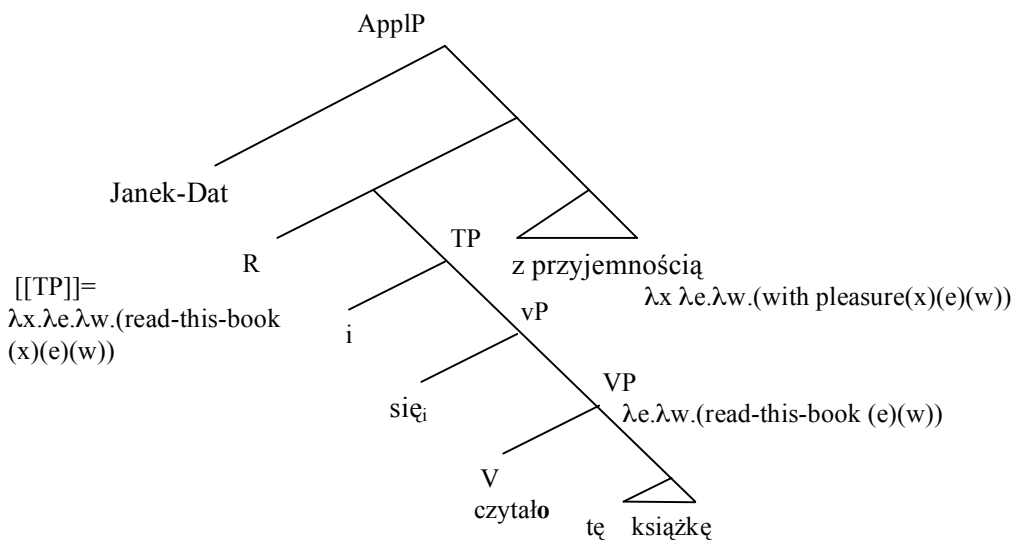 ApplP
Janek-Dat
R
TP
z przyjemnością
[[TP]]=
λx.λe.λw.(read-this-book
(x)(e)(w))
λx λe.λw.(with pleasure(x)(e)(w))
i
vP
sięi
VP
λe.λw.(read-this-book (e)(w))
V
czytało
tę książkę